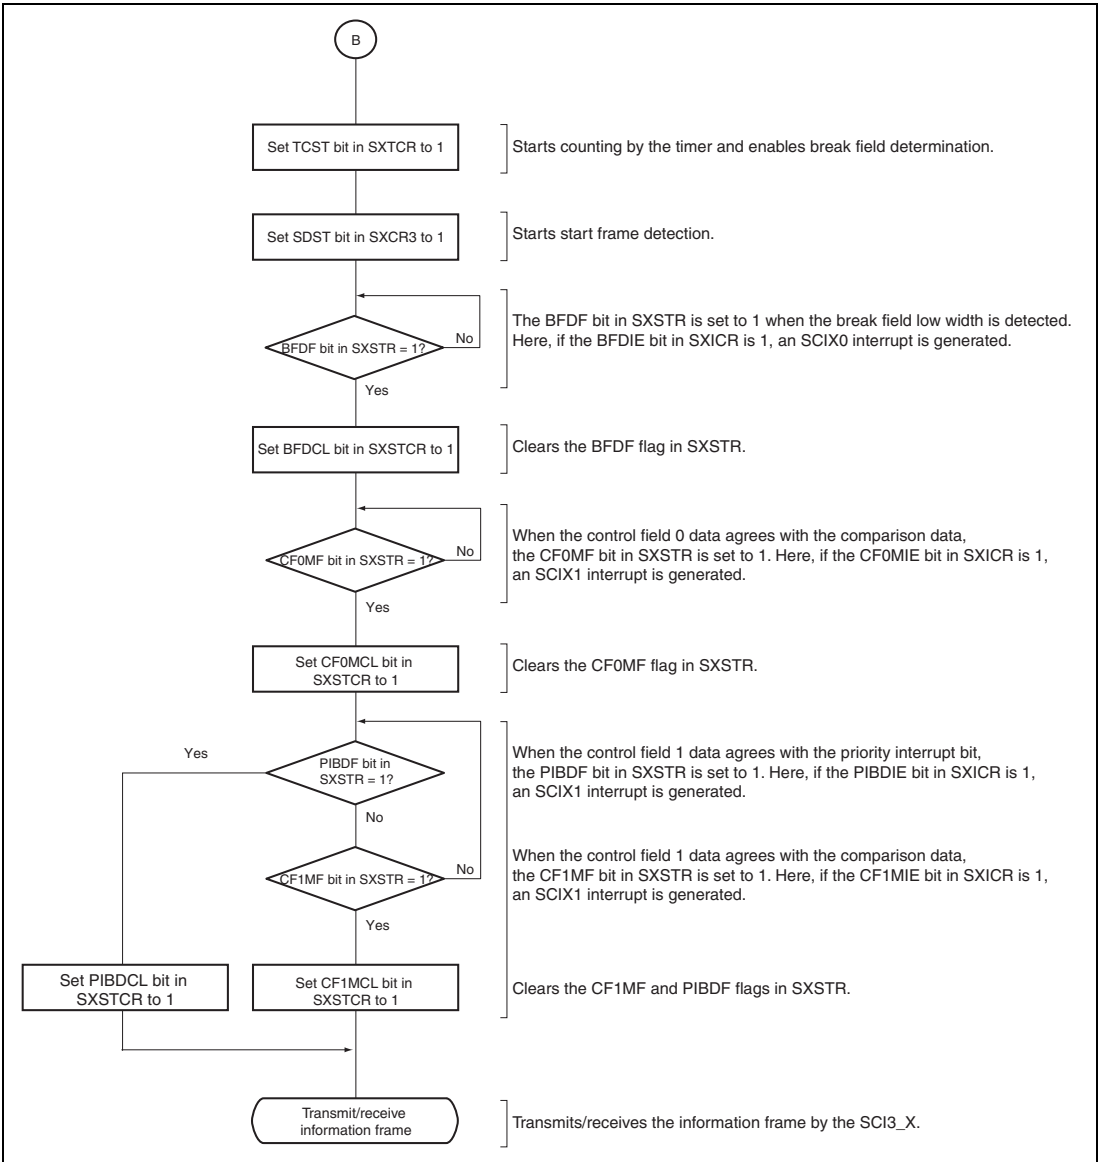 B
Set TCST bit in SXTCR to 1
Starts counting by the timer and enables break field determination.
Set SDST bit in SXCR3 to 1
Starts start frame detection.
BFDF bit in SXSTR = 1?
No
Yes
The BFDF bit in SXSTR is set to 1 when the break field low width is detected.
Here, if the BFDIE bit in SXICR is 1, an SCIX0 interrupt is generated.
Set BFDCL bit in SXSTCR to 1
Clears the BFDF flag in SXSTR.
CF0MF bit in SXSTR = 1?
No
Yes
When the control field 0 data agrees with the comparison data,
the CF0MF bit in SXSTR is set to 1. Here, if the CF0MIE bit in SXICR is 1,
an SCIX1 interrupt is generated.
Set CF0MCL bit in
SXSTCR to 1
Clears the CF0MF flag in SXSTR.
Yes
PIBDF bit in
SXSTR = 1?
No
When the control field 1 data agrees with the priority interrupt bit,
the PIBDF bit in SXSTR is set to 1. Here, if the PIBDIE bit in SXICR is 1,
an SCIX1 interrupt is generated.
CF1MF bit in SXSTR = 1?
No
Yes
When the control field 1 data agrees with the comparison data,
the CF1MF bit in SXSTR is set to 1. Here, if the CF1MIE bit in SXICR is 1,
an SCIX1 interrupt is generated.
Set PIBDCL bit in
SXSTCR to 1
Set CF1MCL bit in
SXSTCR to 1
Clears the CF1MF and PIBDF flags in SXSTR.
Transmit/receive
information frame
Transmits/receives the information frame by the SCI3_X.